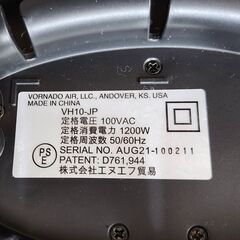 VORNADO AIR, LLC., ANDOVER, KS. USA
MADE IN CHINA
VH10-JP
定格電圧 100VAC
定格消費電力 1200W
定格周波数 50/60Hz
SERIAL NO. AUG21-100211
PATENT: D761,944
株式会社エヌエフ貿易
PS
E